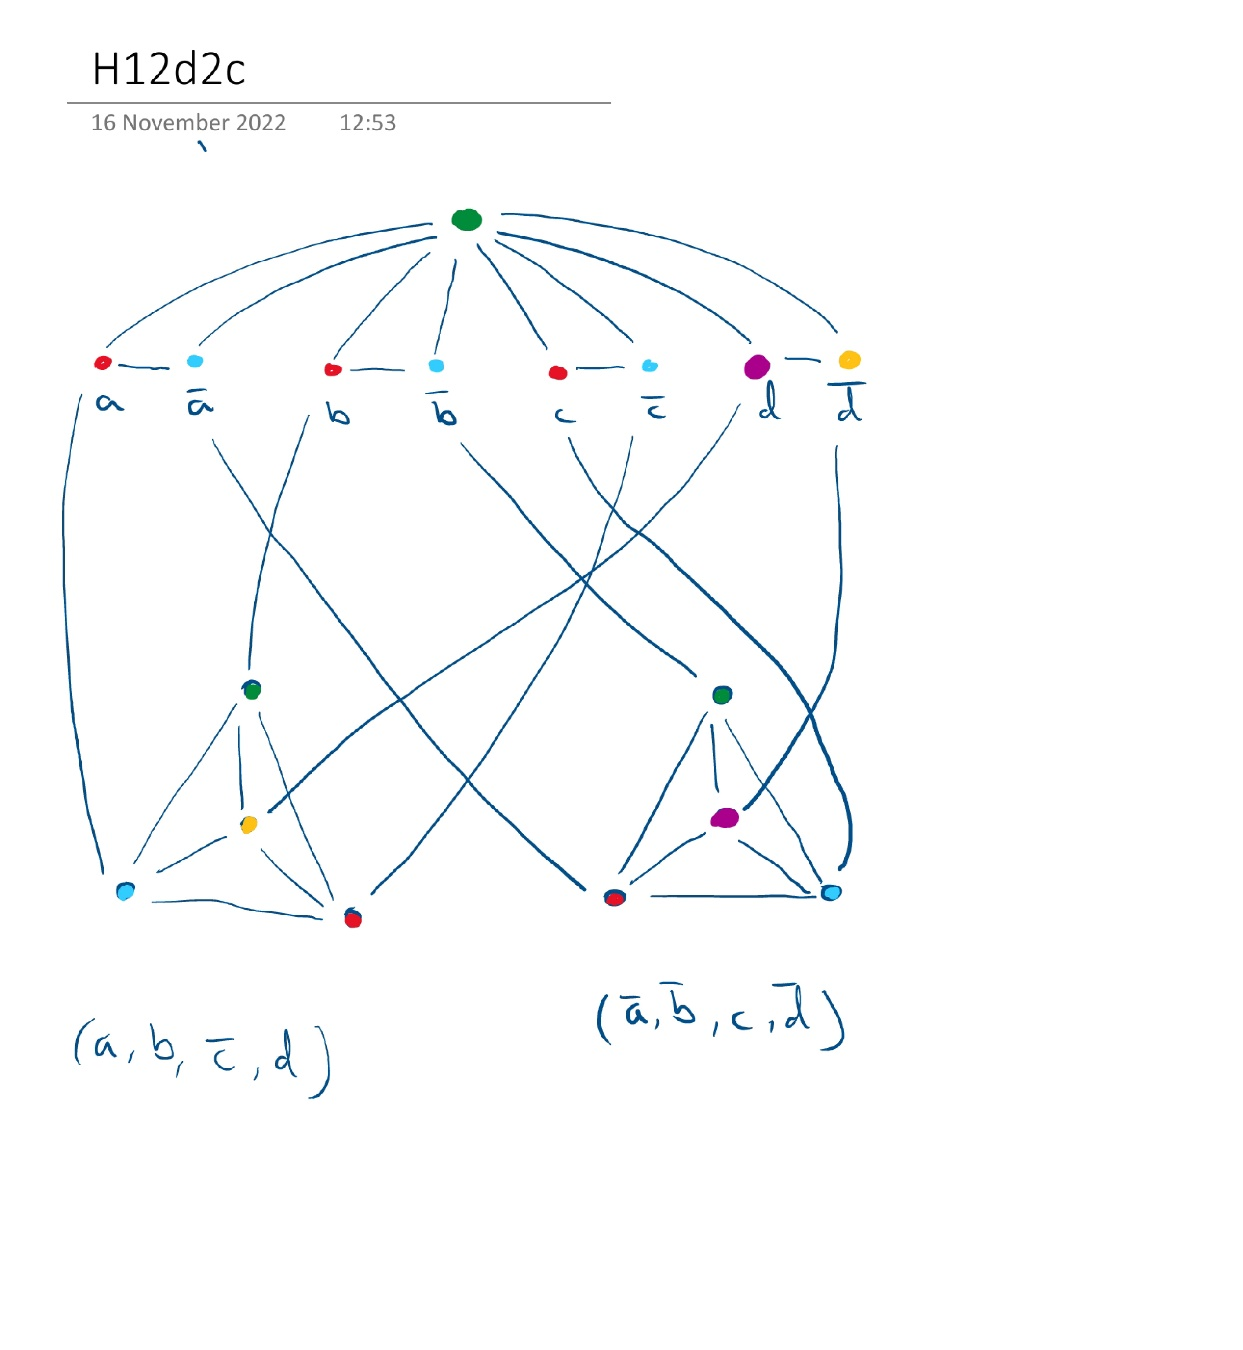 H12d2c
16 November 2022 12:53
a a̅ b b̅ c c̅ d d̅
(a̅, b̅, c, d̅)
(a, b, c̅, d)